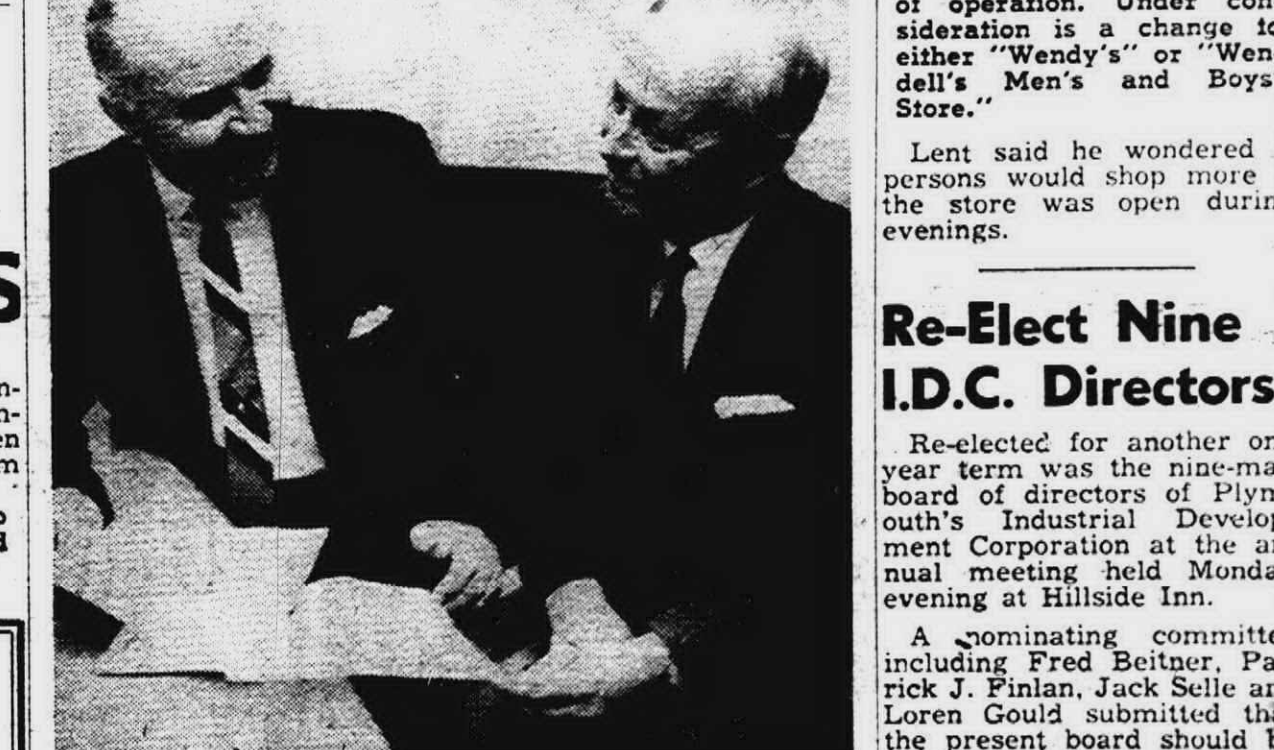 S
n-
n-
en
m
of operation. Under con-
sideration is a change to
either "Wendy's" or "Wen-
dell's Men's and Boys
Store."
Lent said he wondered
persons would shop more
the store was open durin
evenings.
Re-Elect Nine
I.D.C. Directors
Re-elected for another on
year term was the nine-ma
board of directors of Plym
outh's Industrial Develop
ment Corporation at the an
nual meeting held Monda
evening at Hillside Inn.
A nominating committe
including Fred Beitner, Pa
rick J. Finlan, Jack Selle an
Loren Gould submitted tha
the present board should b